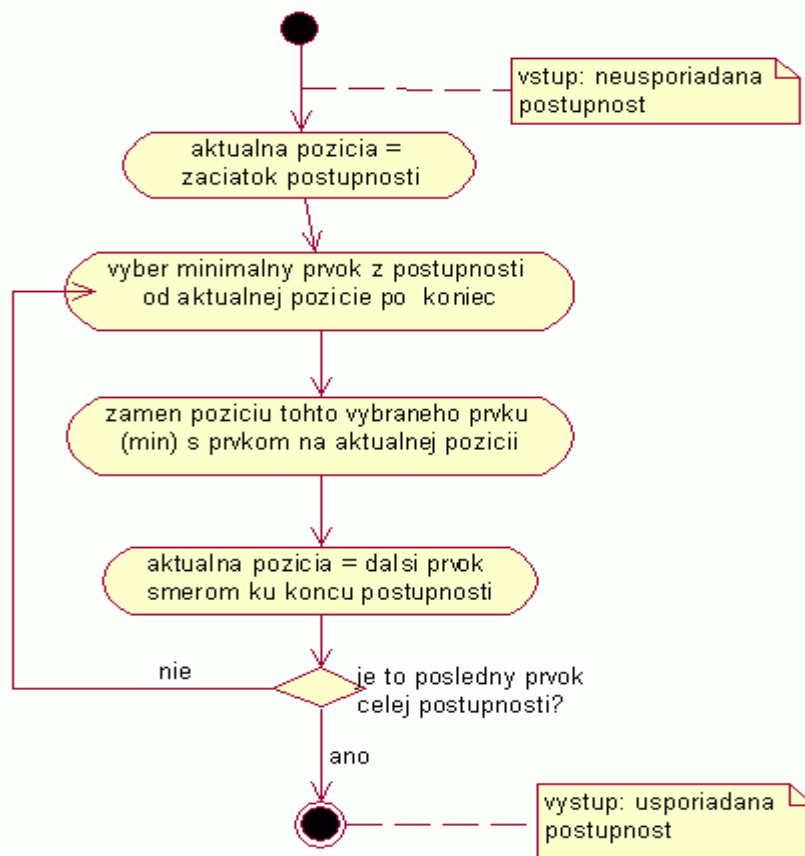 vstup: neusporiadana
postupnost
aktualna pozicia =
zaciatok postupnosti
vyber minimalny prvok z postupnosti
od aktualnej pozicie po koniec
zamen poziciu tohto vybraneho prvku
(min) s prvkom na aktualnej pozicii
aktualna pozicia = dalsi prvok
smerom ku koncu postupnosti
nie
je to posledny prvok
celej postupnosti?
ano
vystup: usporiadana
postupnost